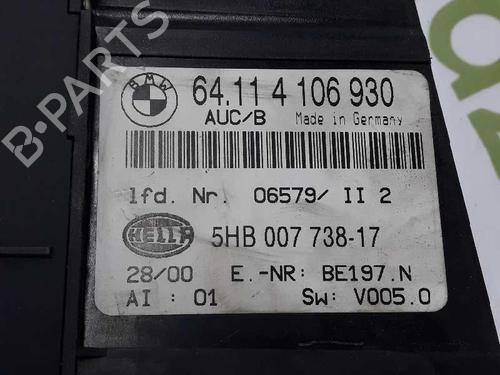 B-PARTS
BMW
64.11 4 106 930
AUC/B Made in Germany
lfd. Nr. 06579/ II 2
HELLA 5HB 007 738-17
28/00 E.-NR: BE197.N
AI : 01 Sw: V005.0